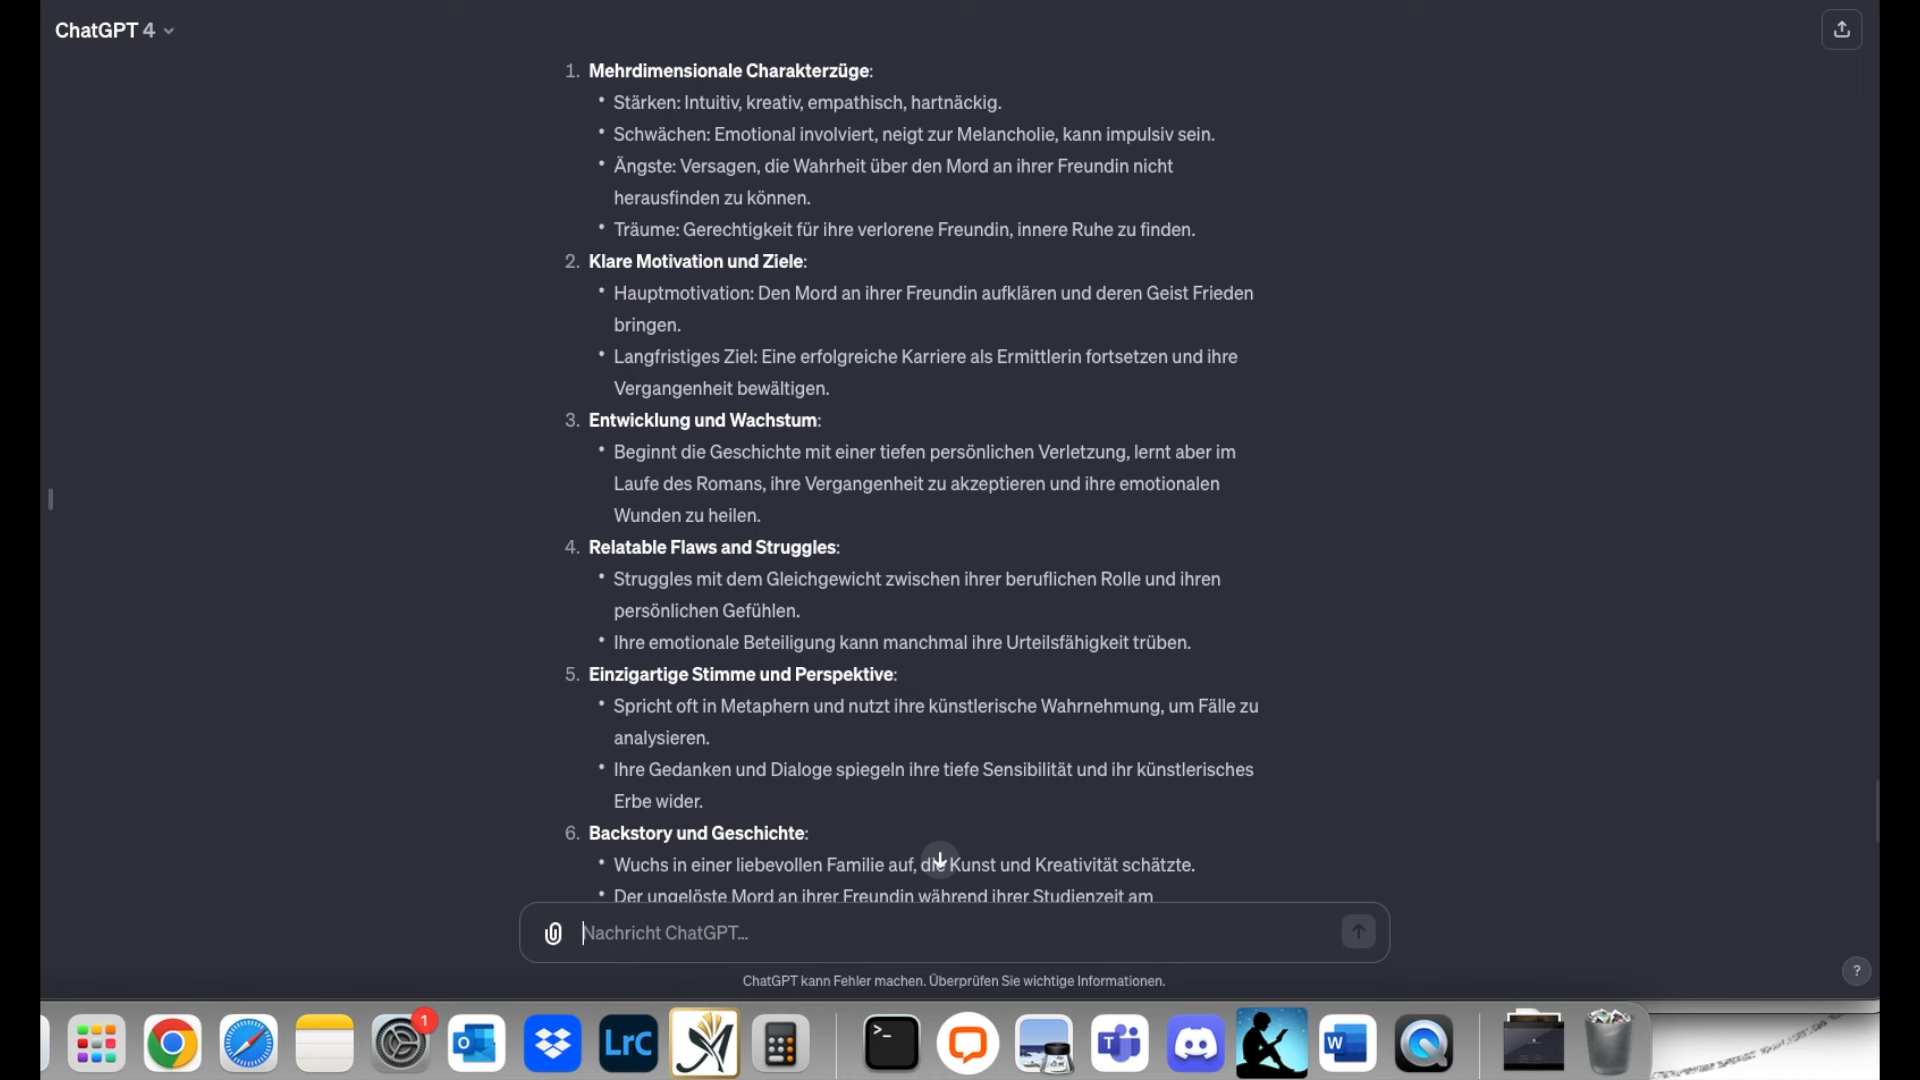 ChatGPT 4
1. Mehrdimensionale Charakterzüge:
• Stärken: Intuitiv, kreativ, empathisch, hartnäckig.
• Schwächen: Emotional involviert, neigt zur Melancholie, kann impulsiv sein.
• Ängste: Versagen, die Wahrheit über den Mord an ihrer Freundin nicht
herausfinden zu können.
• Träume: Gerechtigkeit für ihre verlorene Freundin, innere Ruhe zu finden.
2. Klare Motivation und Ziele:
• Hauptmotivation: Den Mord an ihrer Freundin aufklären und deren Geist Frieden
bringen.
• Langfristiges Ziel: Eine erfolgreiche Karriere als Ermittlerin fortsetzen und ihre
Vergangenheit bewältigen.
3. Entwicklung und Wachstum:
• Beginnt die Geschichte mit einer tiefen persönlichen Verletzung, lernt aber im
Laufe des Romans, ihre Vergangenheit zu akzeptieren und ihre emotionalen
Wunden zu heilen.
4. Relatable Flaws and Struggles:
• Struggles mit dem Gleichgewicht zwischen ihrer beruflichen Rolle und ihren
persönlichen Gefühlen.
• Ihre emotionale Beteiligung kann manchmal ihre Urteilsfähigkeit trüben.
5. Einzigartige Stimme und Perspektive:
• Spricht oft in Metaphern und nutzt ihre künstlerische Wahrnehmung, um Fälle zu
analysieren.
• Ihre Gedanken und Dialoge spiegeln ihre tiefe Sensibilität und ihr künstlerisches
Erbe wider.
6. Backstory und Geschichte:
• Wuchs in einer liebevollen Familie auf, die Kunst und Kreativität schätzte.
• Der ungelöste Mord an ihrer Freundin während ihrer Studienzeit am
Nachricht ChatGPT...
ChatGPT kann Fehler machen. Überprüfen Sie wichtige Informationen.
?
1
O
LrC
>_
T
W